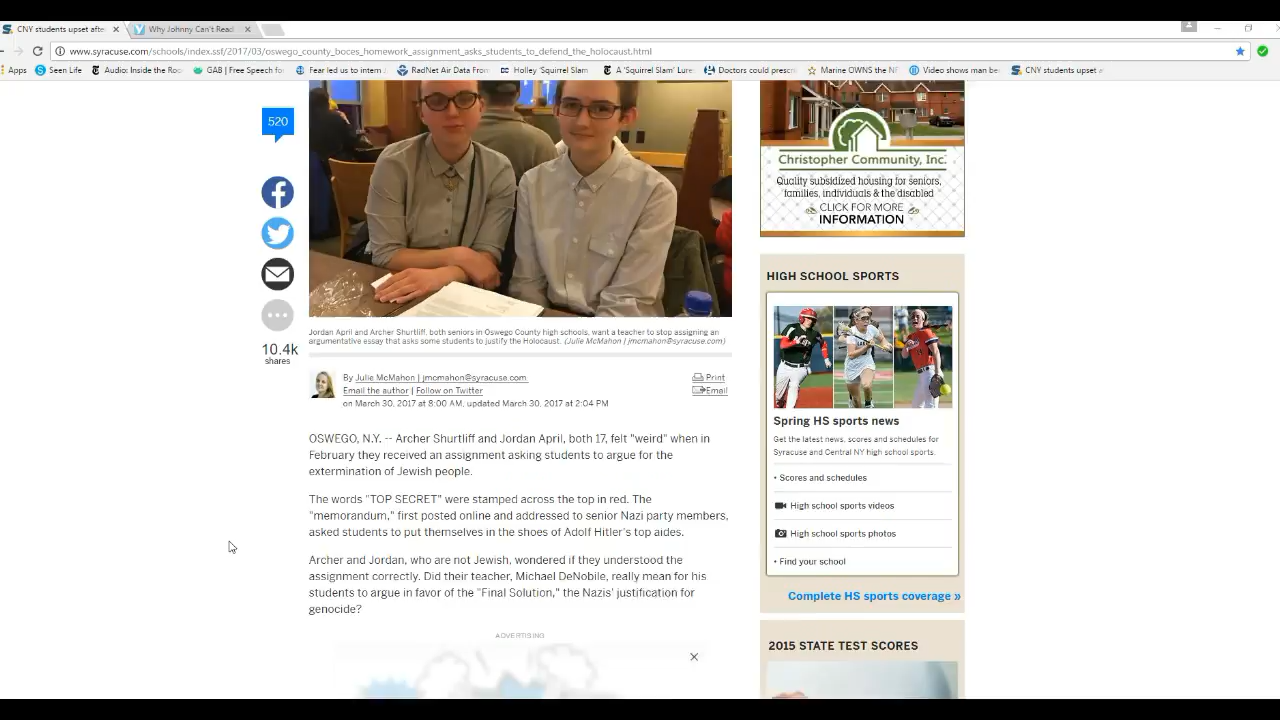 CNY students upset afte
Why Johnny Can't Read
www.syracuse.com/schools/index.ssf/2017/03/oswego_county_boces_homework_assignment_asks_students_to_defend_the_holocaust.html
Apps
Seen Life
Audio: Inside the Roo
GAB | Free Speech fo
Fear led us to intern J
RadNet Air Data From
Holley 'Squirrel Slam
A 'Squirrel Slam' Lure
Doctors could prescri
Marine OWNS the NF
Video shows man be
CNY students upset a
520
10.4k
shares
Jordan April and Archer Shurtliff, both seniors in Oswego County high schools, want a teacher to stop assigning an
argumentative essay that asks some students to justify the Holocaust. (Julie McMahon | jmcmahon@syracuse.com)
By Julie McMahon | jmcmahon@syracuse.com
Email the author | Follow on Twitter
on March 30, 2017 at 8:00 AM, updated March 30, 2017 at 2:04 PM
Print
Email
OSWEGO, N.Y. -- Archer Shurtliff and Jordan April, both 17, felt "weird" when in
February they received an assignment asking students to argue for the
extermination of Jewish people.
The words "TOP SECRET" were stamped across the top in red. The
"memorandum," first posted online and addressed to senior Nazi party members,
asked students to put themselves in the shoes of Adolf Hitler's top aides.
Archer and Jordan, who are not Jewish, wondered if they understood the
assignment correctly. Did their teacher, Michael DeNobile, really mean for his
students to argue in favor of the "Final Solution," the Nazis' justification for
genocide?
ADVERTISING
Christopher Community, Inc.
Quality subsidized housing for seniors,
families, individuals & the disabled
CLICK FOR MORE
INFORMATION
HIGH SCHOOL SPORTS
Spring HS sports news
Get the latest news, scores and schedules for
Syracuse and Central NY high school sports.
• Scores and schedules
High school sports videos
High school sports photos
• Find your school
Complete HS sports coverage »
2015 STATE TEST SCORES